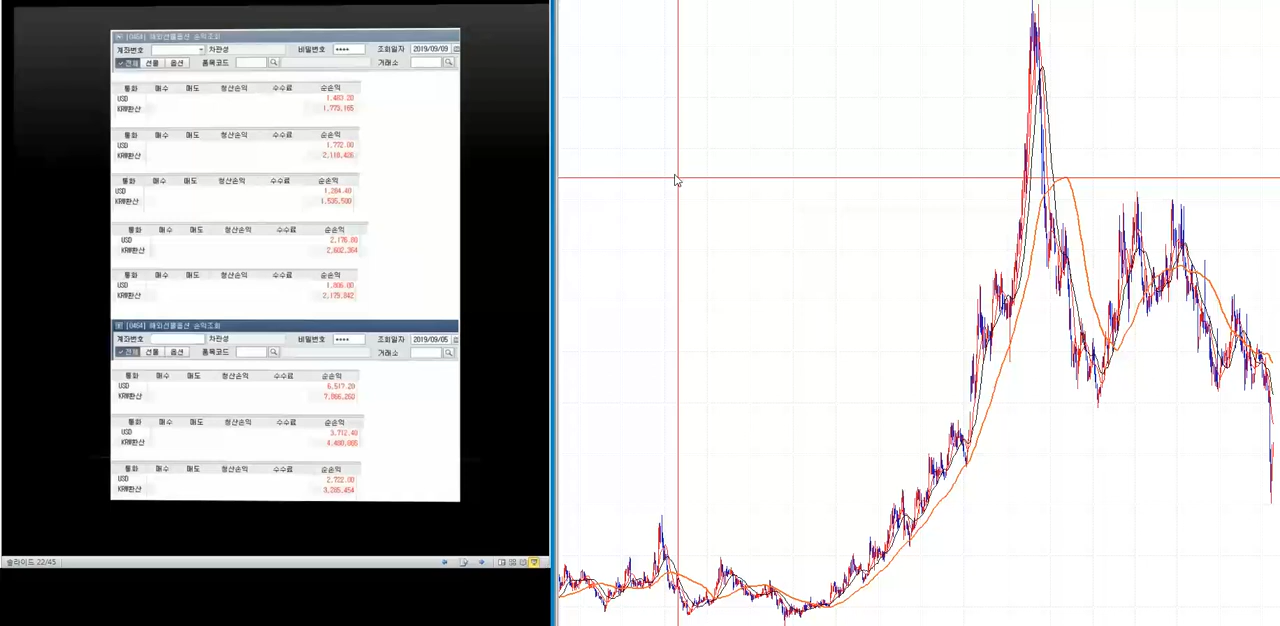 [0464] 해외선물옵션 손익조회
계좌번호 차관성 비밀번호 **** 조회일자 2019/09/09
전체 선물 옵션 품목코드 거래소
통화 매수 매도 청산손익 수수료 순손익
USD 1,483.20
KRW환산 1,773,165
통화 매수 매도 청산손익 수수료 순손익
USD 1,772.00
KRW환산 2,118,426
통화 매수 매도 청산손익 수수료 순손익
USD 1,284.40
KRW환산 1,535,500
통화 매수 매도 청산손익 수수료 순손익
USD 2,176.80
KRW환산 2,602,364
통화 매수 매도 청산손익 수수료 순손익
USD 1,806.00
KRW환산 2,179,842
[0464] 해외선물옵션 손익조회
계좌번호 차관성 비밀번호 **** 조회일자 2019/09/05
전체 선물 옵션 품목코드 거래소
통화 매수 매도 청산손익 수수료 순손익
USD 6,517.20
KRW환산 7,866,260
통화 매수 매도 청산손익 수수료 순손익
USD 3,712.40
KRW환산 4,480,066
통화 매수 매도 청산손익 수수료 순손익
USD 2,722.00
KRW환산 3,285,454
슬라이드 22/45